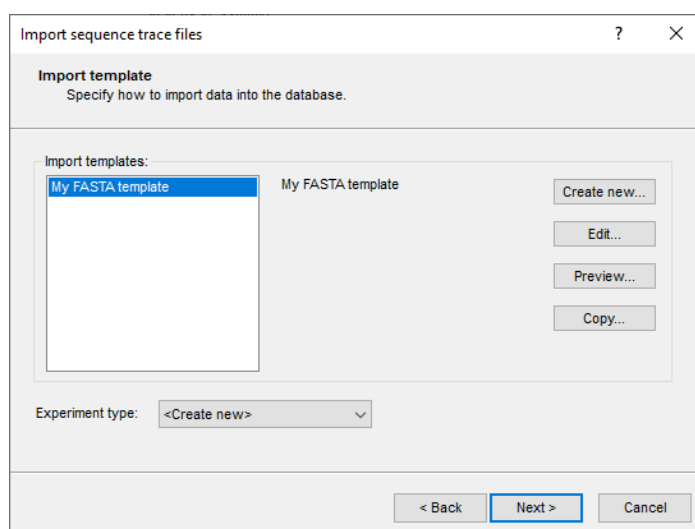 Import sequence trace files
?
Import template
Specify how to import data into the database.
Import templates:
My FASTA template
My FASTA template
Create new...
Edit...
Preview...
Copy...
Experiment type:
<Create new>
< Back
Next >
Cancel